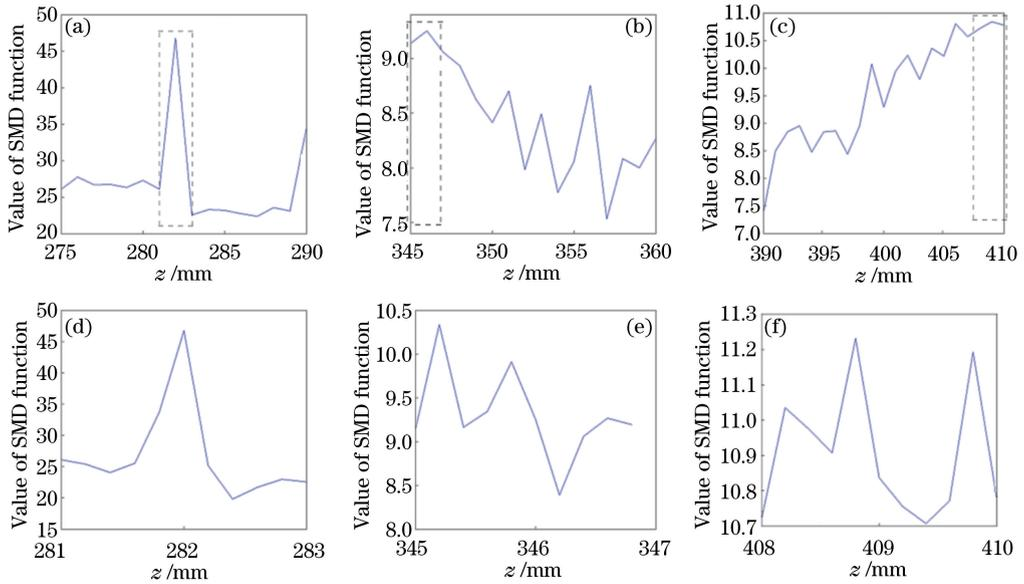 (a)
Value of SMD function
50
45
40
35
30
25
20
275 280 285 290
z /mm
(b)
Value of SMD function
9.0
8.5
8.0
7.5
345 350 355 360
z /mm
(c)
Value of SMD function
11.0
10.5
10.0
9.5
9.0
8.5
8.0
7.5
7.0
390 395 400 405 410
z /mm
(d)
Value of SMD function
50
45
40
35
30
25
20
15
281 282 283
z /mm
(e)
Value of SMD function
10.5
10.0
9.5
9.0
8.5
8.0
345 346 347
z /mm
(f)
Value of SMD function
11.3
11.2
11.1
11.0
10.9
10.8
10.7
408 409 410
z /mm